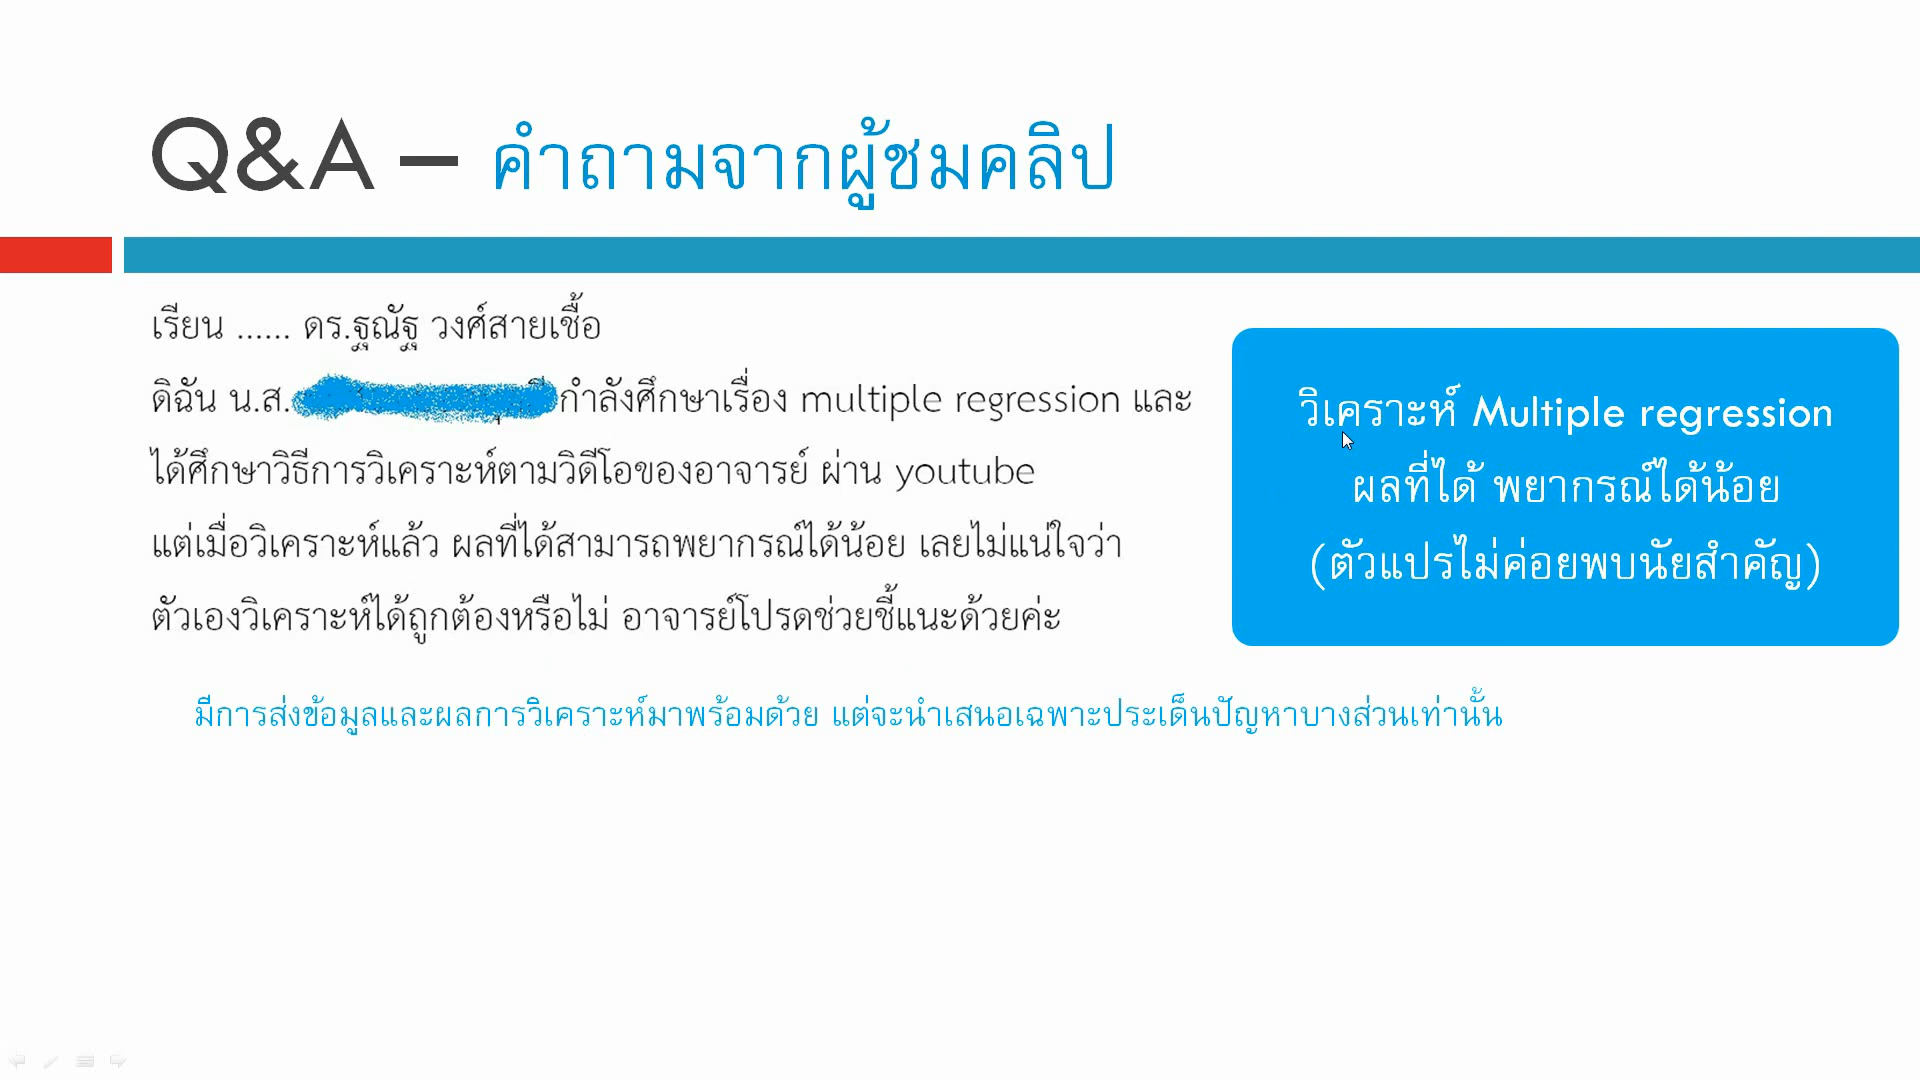 Q&A – คำถามจากผู้ชมคลิป
เรียน ...... ดร.ฐณัฐ วงศ์สายเชื้อ
ดิฉัน น.ส. กำลังศึกษาเรื่อง multiple regression และ
ได้ศึกษาวิธีการวิเคราะห์ตามวิดีโอของอาจารย์ ผ่าน youtube
แต่เมื่อวิเคราะห์แล้ว ผลที่ได้สามารถพยากรณ์ได้น้อย เลยไม่แน่ใจว่า
ตัวเองวิเคราะห์ได้ถูกต้องหรือไม่ อาจารย์โปรดช่วยชี้แนะด้วยค่ะ
วิเคราะห์ Multiple regression
ผลที่ได้ พยากรณ์ได้น้อย
(ตัวแปรไม่ค่อยพบนัยสำคัญ)
มีการส่งข้อมูลและผลการวิเคราะห์มาพร้อมด้วย แต่จะนำเสนอเฉพาะประเด็นปัญหาบางส่วนเท่านั้น